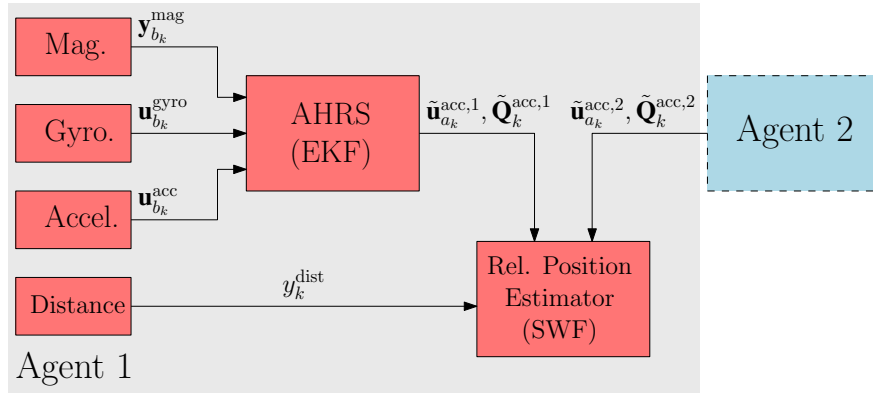 Mag.
𝐲_{b_k}^{mag}
Gyro.
𝐮_{b_k}^{gyro}
Accel.
𝐮_{b_k}^{acc}
Distance
y_k^{dist}
AHRS
(EKF)
ũ_{a_k}^{acc,1}, Q̃_k^{acc,1}
ũ_{a_k}^{acc,2}, Q̃_k^{acc,2}
Agent 2
Rel. Position
Estimator
(SWF)
Agent 1